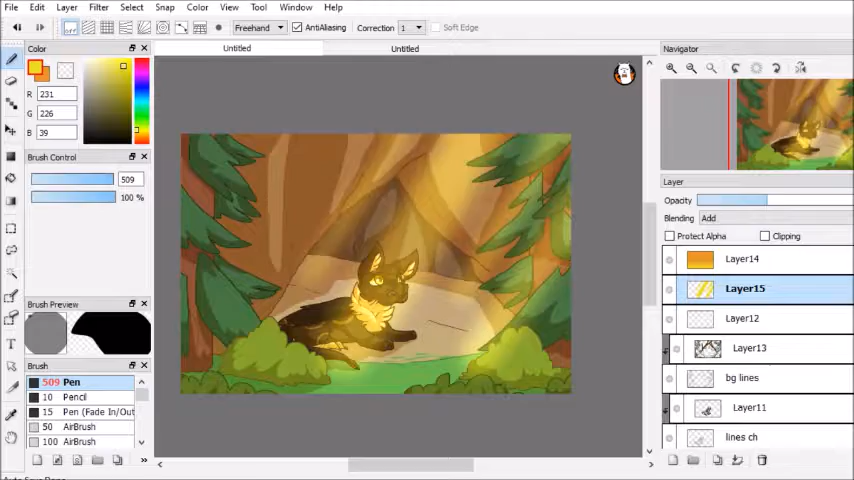 File Edit Layer Filter Select Snap Color View Tool Window Help
Freehand AntiAliasing Correction 1 Soft Edge
Untitled Untitled
Color
R 231
G 226
B 39
Brush Control
509
100 %
Brush Preview
Brush
509 Pen
10 Pencil
15 Pen (Fade In/Out
50 AirBrush
100 AirBrush
Navigator
Layer
Opacity
Blending Add
Protect Alpha Clipping
Layer14
Layer15
Layer12
Layer13
bg lines
Layer11
lines ch